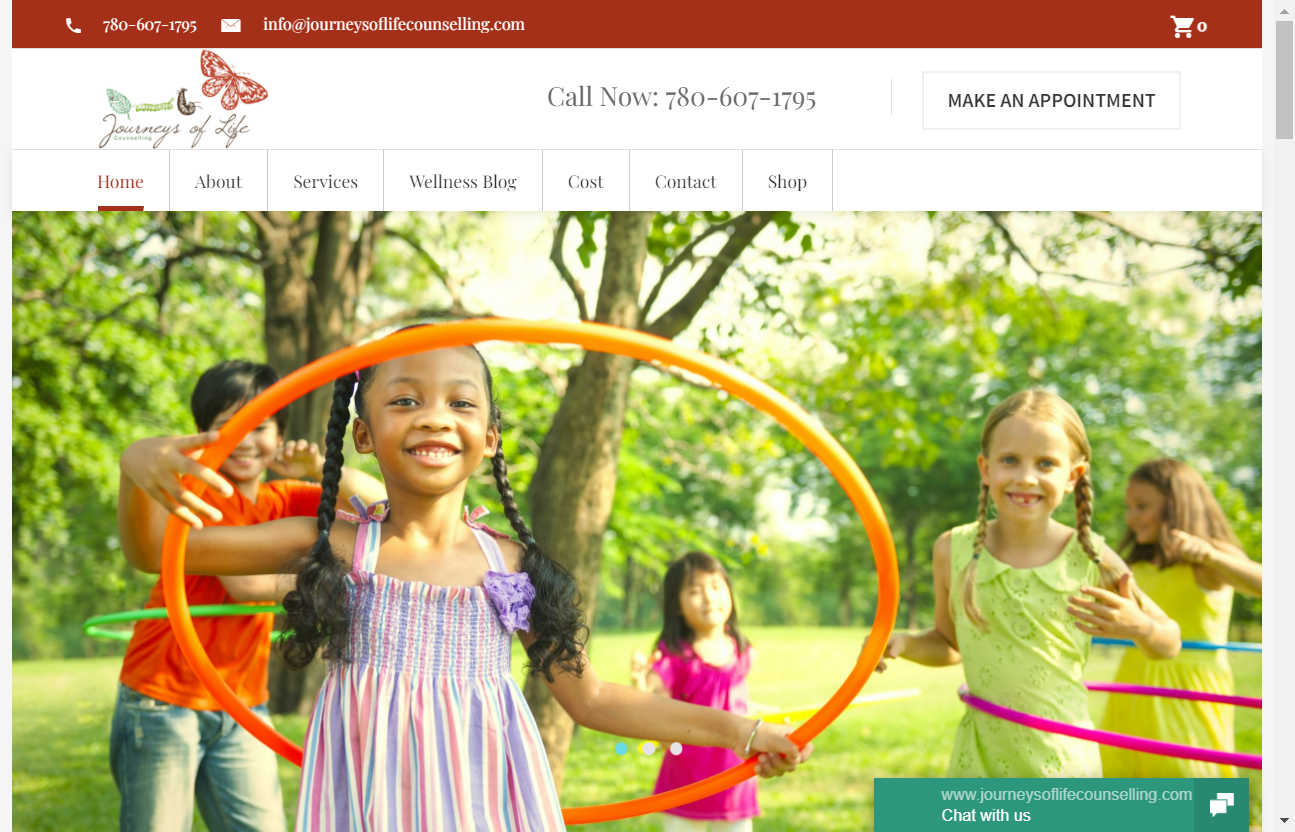 780-607-1795 info@journeysoflifecounselling.com 0
Journeys of Life
Counselling
Call Now: 780-607-1795
MAKE AN APPOINTMENT
Home About Services Wellness Blog Cost Contact Shop
www.journeysoflifecounselling.com
Chat with us